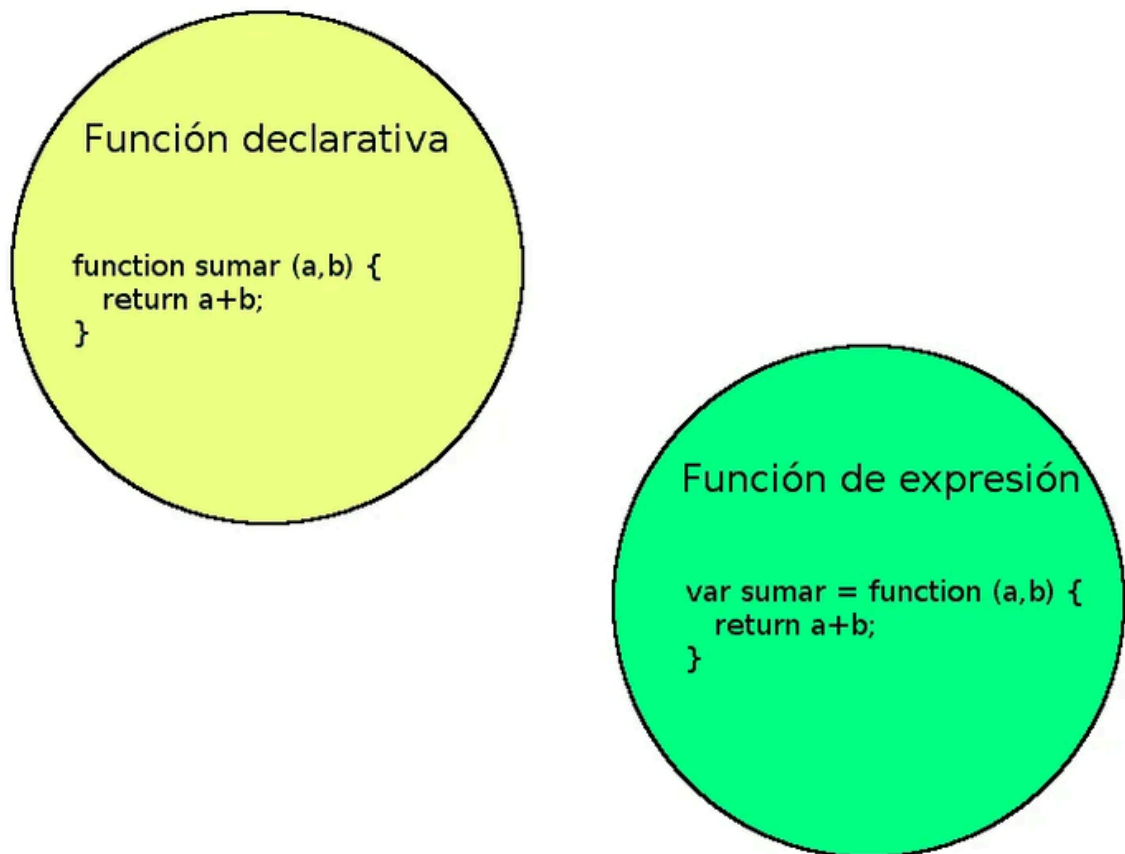 Función declarativa
function sumar (a,b) {
return a+b;
}
Función de expresión
var sumar = function (a,b) {
return a+b;
}